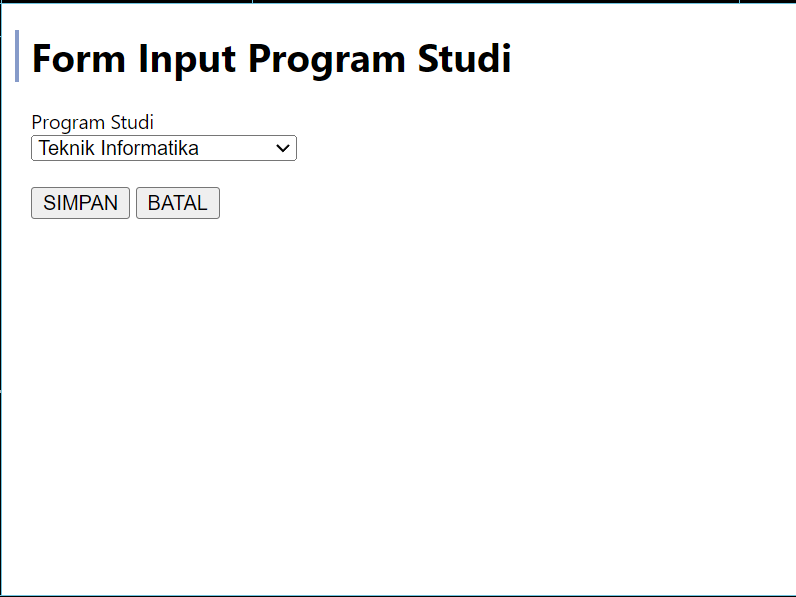 Form Input Program Studi
Program Studi
Teknik Informatika
SIMPAN BATAL